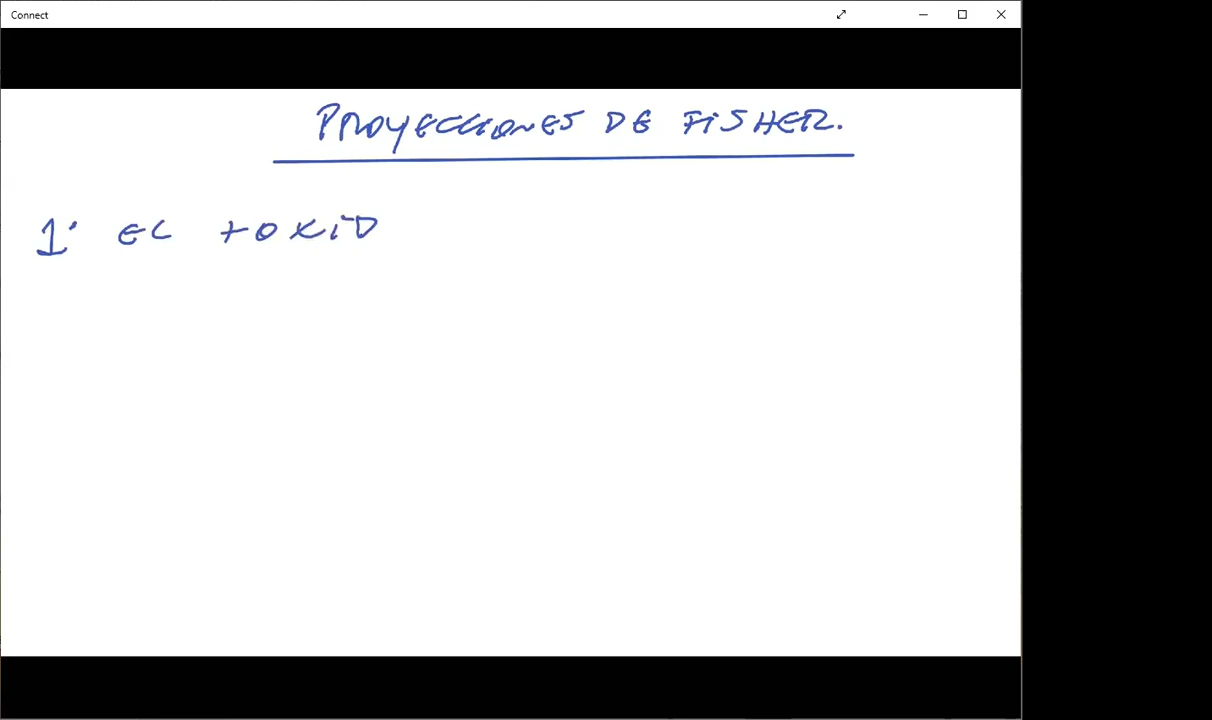 Connect
PROYECCIONES DE FISHER.
1. EL + OXID